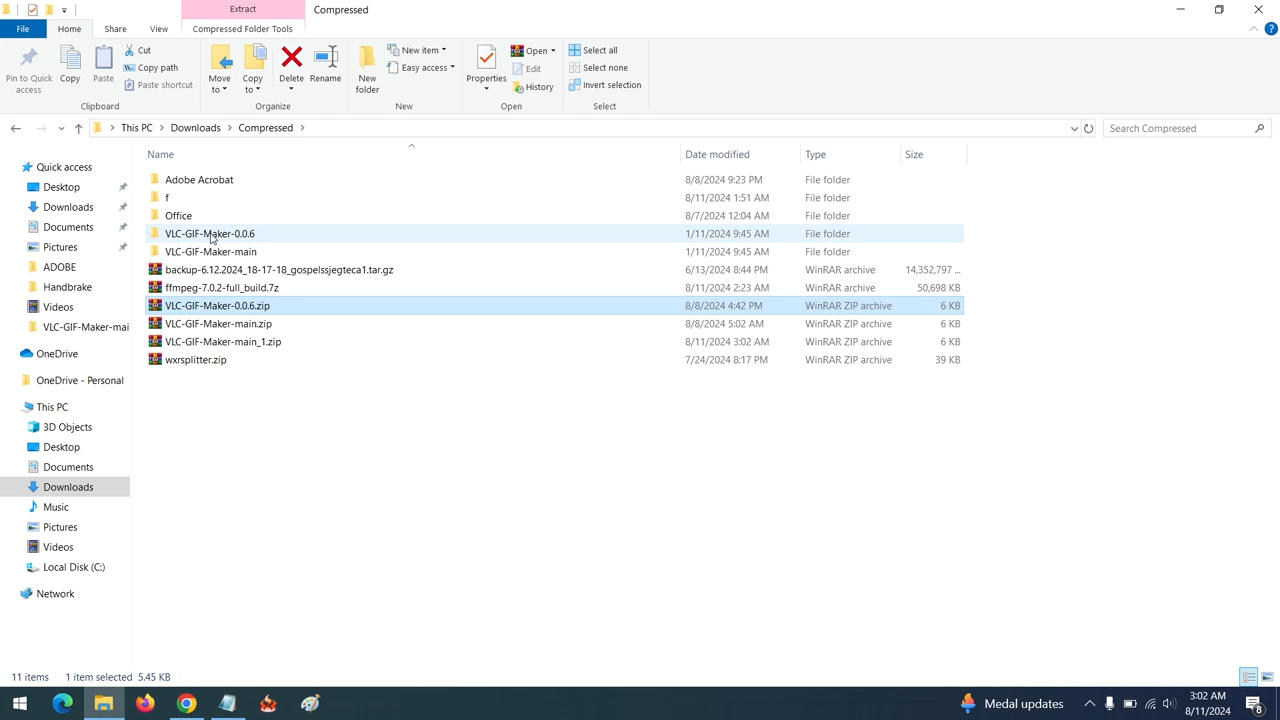 Extract
Compressed
File
Home
Share
View
Compressed Folder Tools
Pin to Quick access
Copy
Paste
Cut
Copy path
Paste shortcut
Move to
Copy to
Delete
Rename
New folder
New item
Easy access
Properties
Open
Edit
History
Select all
Select none
Invert selection
Clipboard
Organize
New
Open
Select
This PC
Downloads
Compressed
Search Compressed
Name
Date modified
Type
Size
Adobe Acrobat 8/8/2024 9:23 PM File folder
f 8/11/2024 1:51 AM File folder
Office 8/7/2024 12:04 AM File folder
VLC-GIF-Maker-0.0.6 1/11/2024 9:45 AM File folder
VLC-GIF-Maker-main 1/11/2024 9:45 AM File folder
backup-6.12.2024_18-17-18_gospelssjegteca1.tar.gz 6/13/2024 8:44 PM WinRAR archive 14,352,797 ...
ffmpeg-7.0.2-full_build.7z 8/11/2024 2:23 AM WinRAR archive 50,698 KB
VLC-GIF-Maker-0.0.6.zip 8/8/2024 4:42 PM WinRAR ZIP archive 6 KB
VLC-GIF-Maker-main.zip 8/8/2024 5:02 AM WinRAR ZIP archive 6 KB
VLC-GIF-Maker-main_1.zip 8/11/2024 3:02 AM WinRAR ZIP archive 6 KB
wxrsplitter.zip 7/24/2024 8:17 PM WinRAR ZIP archive 39 KB
Quick access
Desktop
Downloads
Documents
Pictures
ADOBE
Handbrake
Videos
VLC-GIF-Maker-mai
OneDrive
OneDrive - Personal
This PC
3D Objects
Desktop
Documents
Downloads
Music
Pictures
Videos
Local Disk (C:)
Network
11 items 1 item selected 5.45 KB
Medal updates
3:02 AM
8/11/2024
8